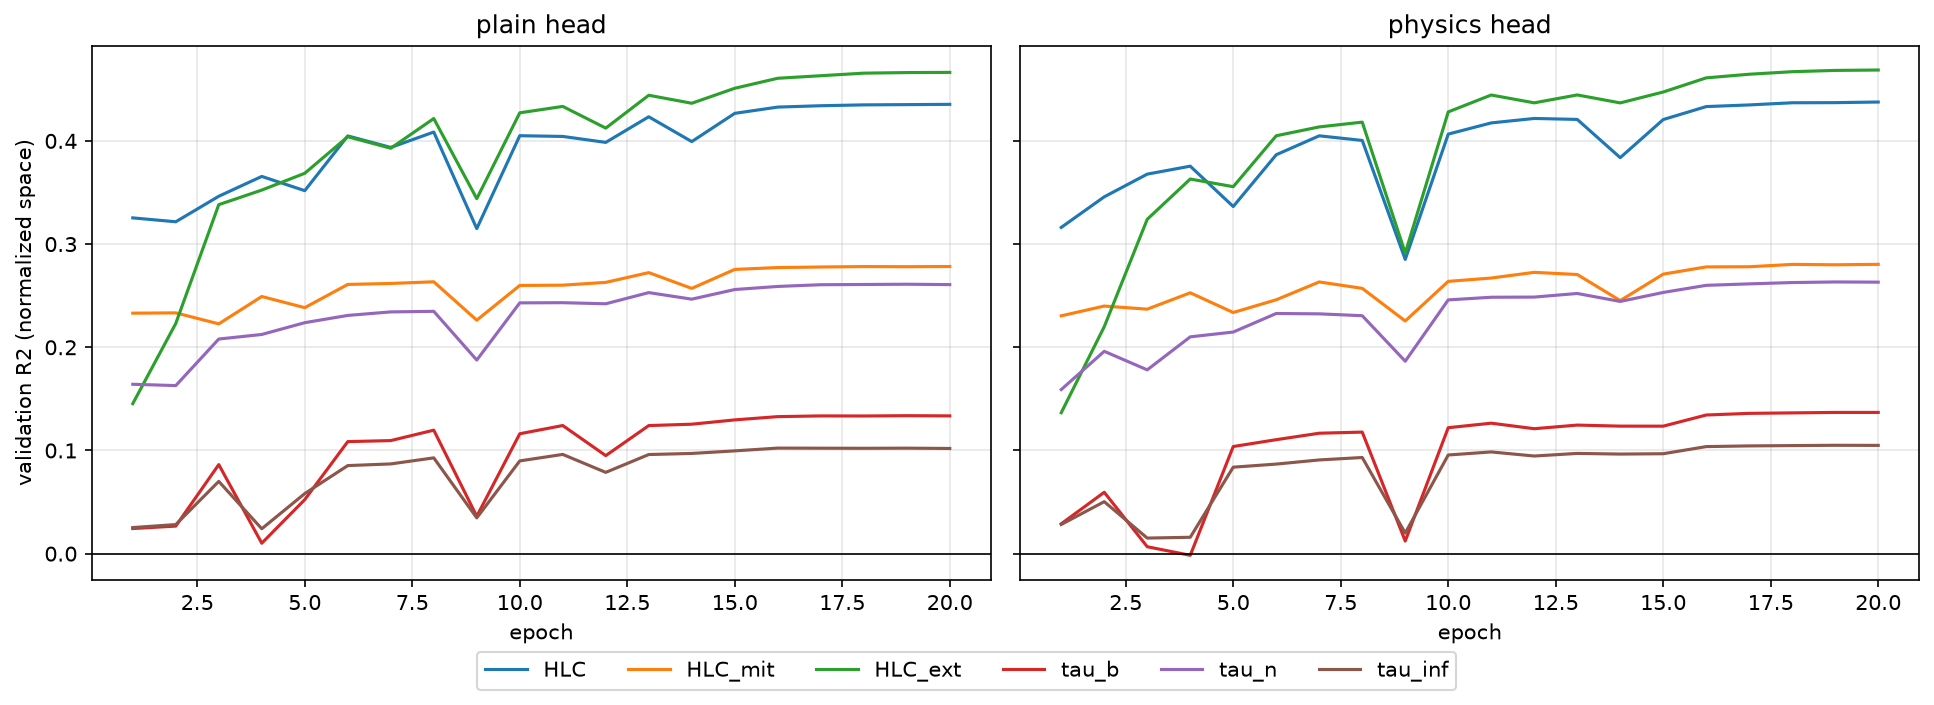 plain head
physics head
validation R2 (normalized space)
0.4
0.3
0.2
0.1
0.0
2.5 5.0 7.5 10.0 12.5 15.0 17.5 20.0
2.5 5.0 7.5 10.0 12.5 15.0 17.5 20.0
epoch
epoch
HLC HLC_mit HLC_ext tau_b tau_n tau_inf